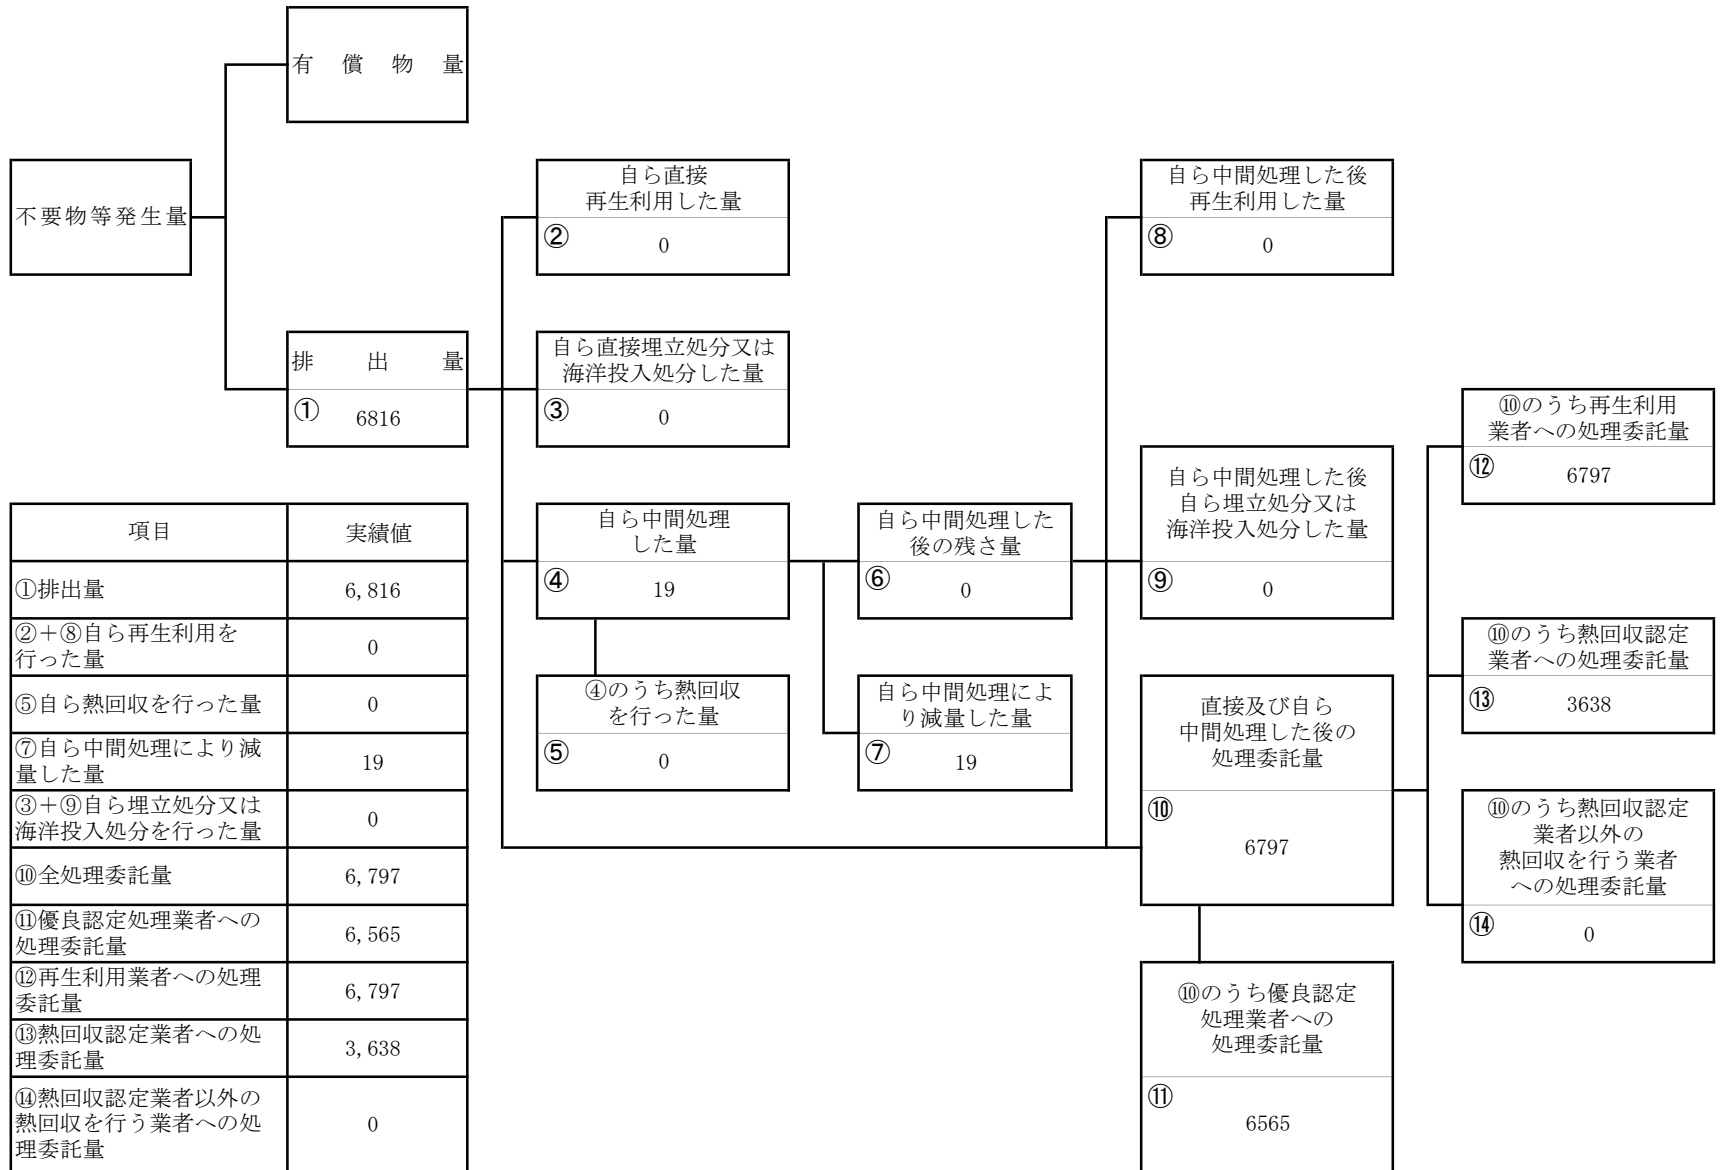 有償物量
不要物等発生量
排出量
①
6816
自ら直接
再生利用した量
②
0
自ら直接埋立処分又は
海洋投入処分した量
③
0
自ら中間処理
した量
④
19
④のうち熱回収
を行った量
⑤
0
自ら中間処理した
後の残さ量
⑥
0
自ら中間処理によ
り減量した量
⑦
19
自ら中間処理した後
再生利用した量
⑧
0
自ら中間処理した後
自ら埋立処分又は
海洋投入処分した量
⑨
0
直接及び自ら
中間処理した後の
処理委託量
⑩
6797
⑩のうち優良認定
処理業者への
処理委託量
⑪
6565
⑩のうち再生利用
業者への処理委託量
⑫
6797
⑩のうち熱回収認定
業者への処理委託量
⑬
3638
⑩のうち熱回収認定
業者以外の
熱回収を行う業者
への処理委託量
⑭
0
項目 実績値
①排出量 6,816
②+⑧自ら再生利用を
行った量 0
⑤自ら熱回収を行った量 0
⑦自ら中間処理により減
量した量 19
③+⑨自ら埋立処分又は
海洋投入処分を行った量 0
⑩全処理委託量 6,797
⑪優良認定処理業者への
処理委託量 6,565
⑫再生利用業者への処理
委託量 6,797
⑬熱回収認定業者への処
理委託量 3,638
⑭熱回収認定業者以外の
熱回収を行う業者への処
理委託量 0